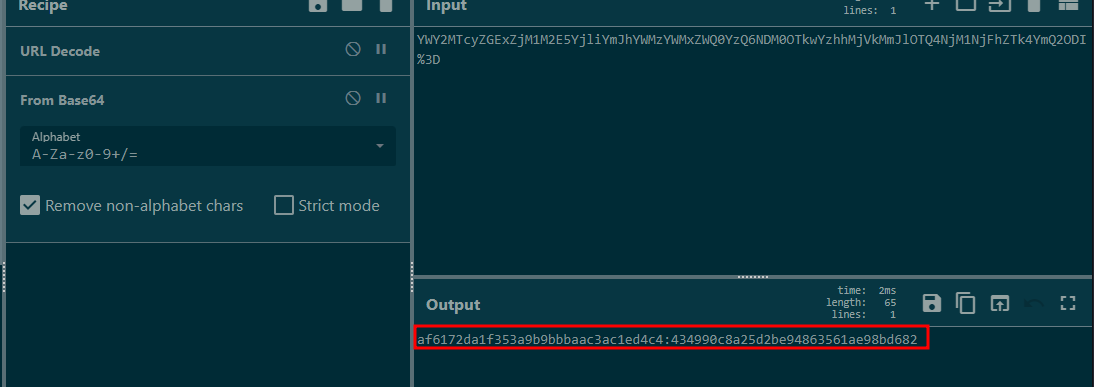 Recipe
Input
lines: 1
URL Decode
YWY2MTcyZGExZjM1M2E5YjliYmJhYWMzYWMxZWQ0YzQ6NDM0OTkwYzhhMjVkMmJlOTQ4NjM1NjFhZTk4YmQ2ODI
%3D
From Base64
Alphabet
A-Za-z0-9+/=
Remove non-alphabet chars
Strict mode
Output
time: 2ms
length: 65
lines: 1
af6172da1f353a9b9bbbaac3ac1ed4c4:434990c8a25d2be94863561ae98bd682